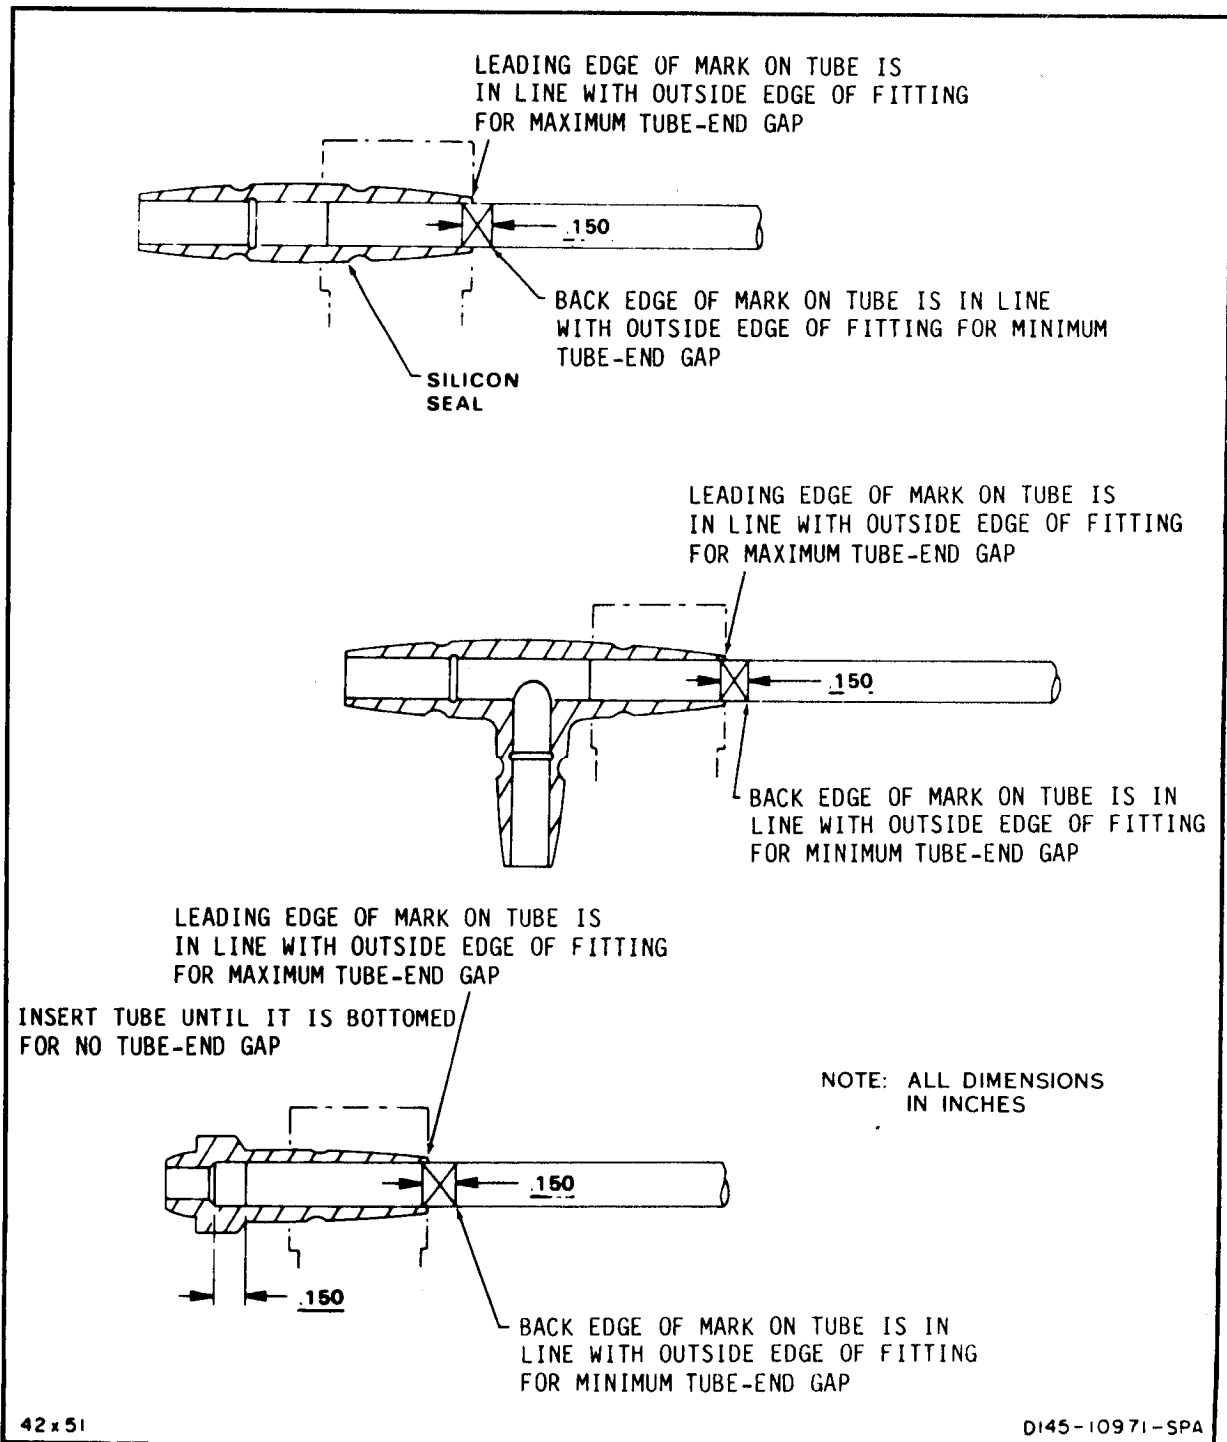 LEADING EDGE OF MARK ON TUBE IS
IN LINE WITH OUTSIDE EDGE OF FITTING
FOR MAXIMUM TUBE-END GAP
.150
BACK EDGE OF MARK ON TUBE IS IN LINE
WITH OUTSIDE EDGE OF FITTING FOR MINIMUM
TUBE-END GAP
SILICON
SEAL
LEADING EDGE OF MARK ON TUBE IS
IN LINE WITH OUTSIDE EDGE OF FITTING
FOR MAXIMUM TUBE-END GAP
.150
BACK EDGE OF MARK ON TUBE IS IN
LINE WITH OUTSIDE EDGE OF FITTING
FOR MINIMUM TUBE-END GAP
LEADING EDGE OF MARK ON TUBE IS
IN LINE WITH OUTSIDE EDGE OF FITTING
FOR MAXIMUM TUBE-END GAP
INSERT TUBE UNTIL IT IS BOTTOMED
FOR NO TUBE-END GAP
NOTE: ALL DIMENSIONS
IN INCHES
.150
.150
BACK EDGE OF MARK ON TUBE IS IN
LINE WITH OUTSIDE EDGE OF FITTING
FOR MINIMUM TUBE-END GAP
42x51
D145-10971-SPA